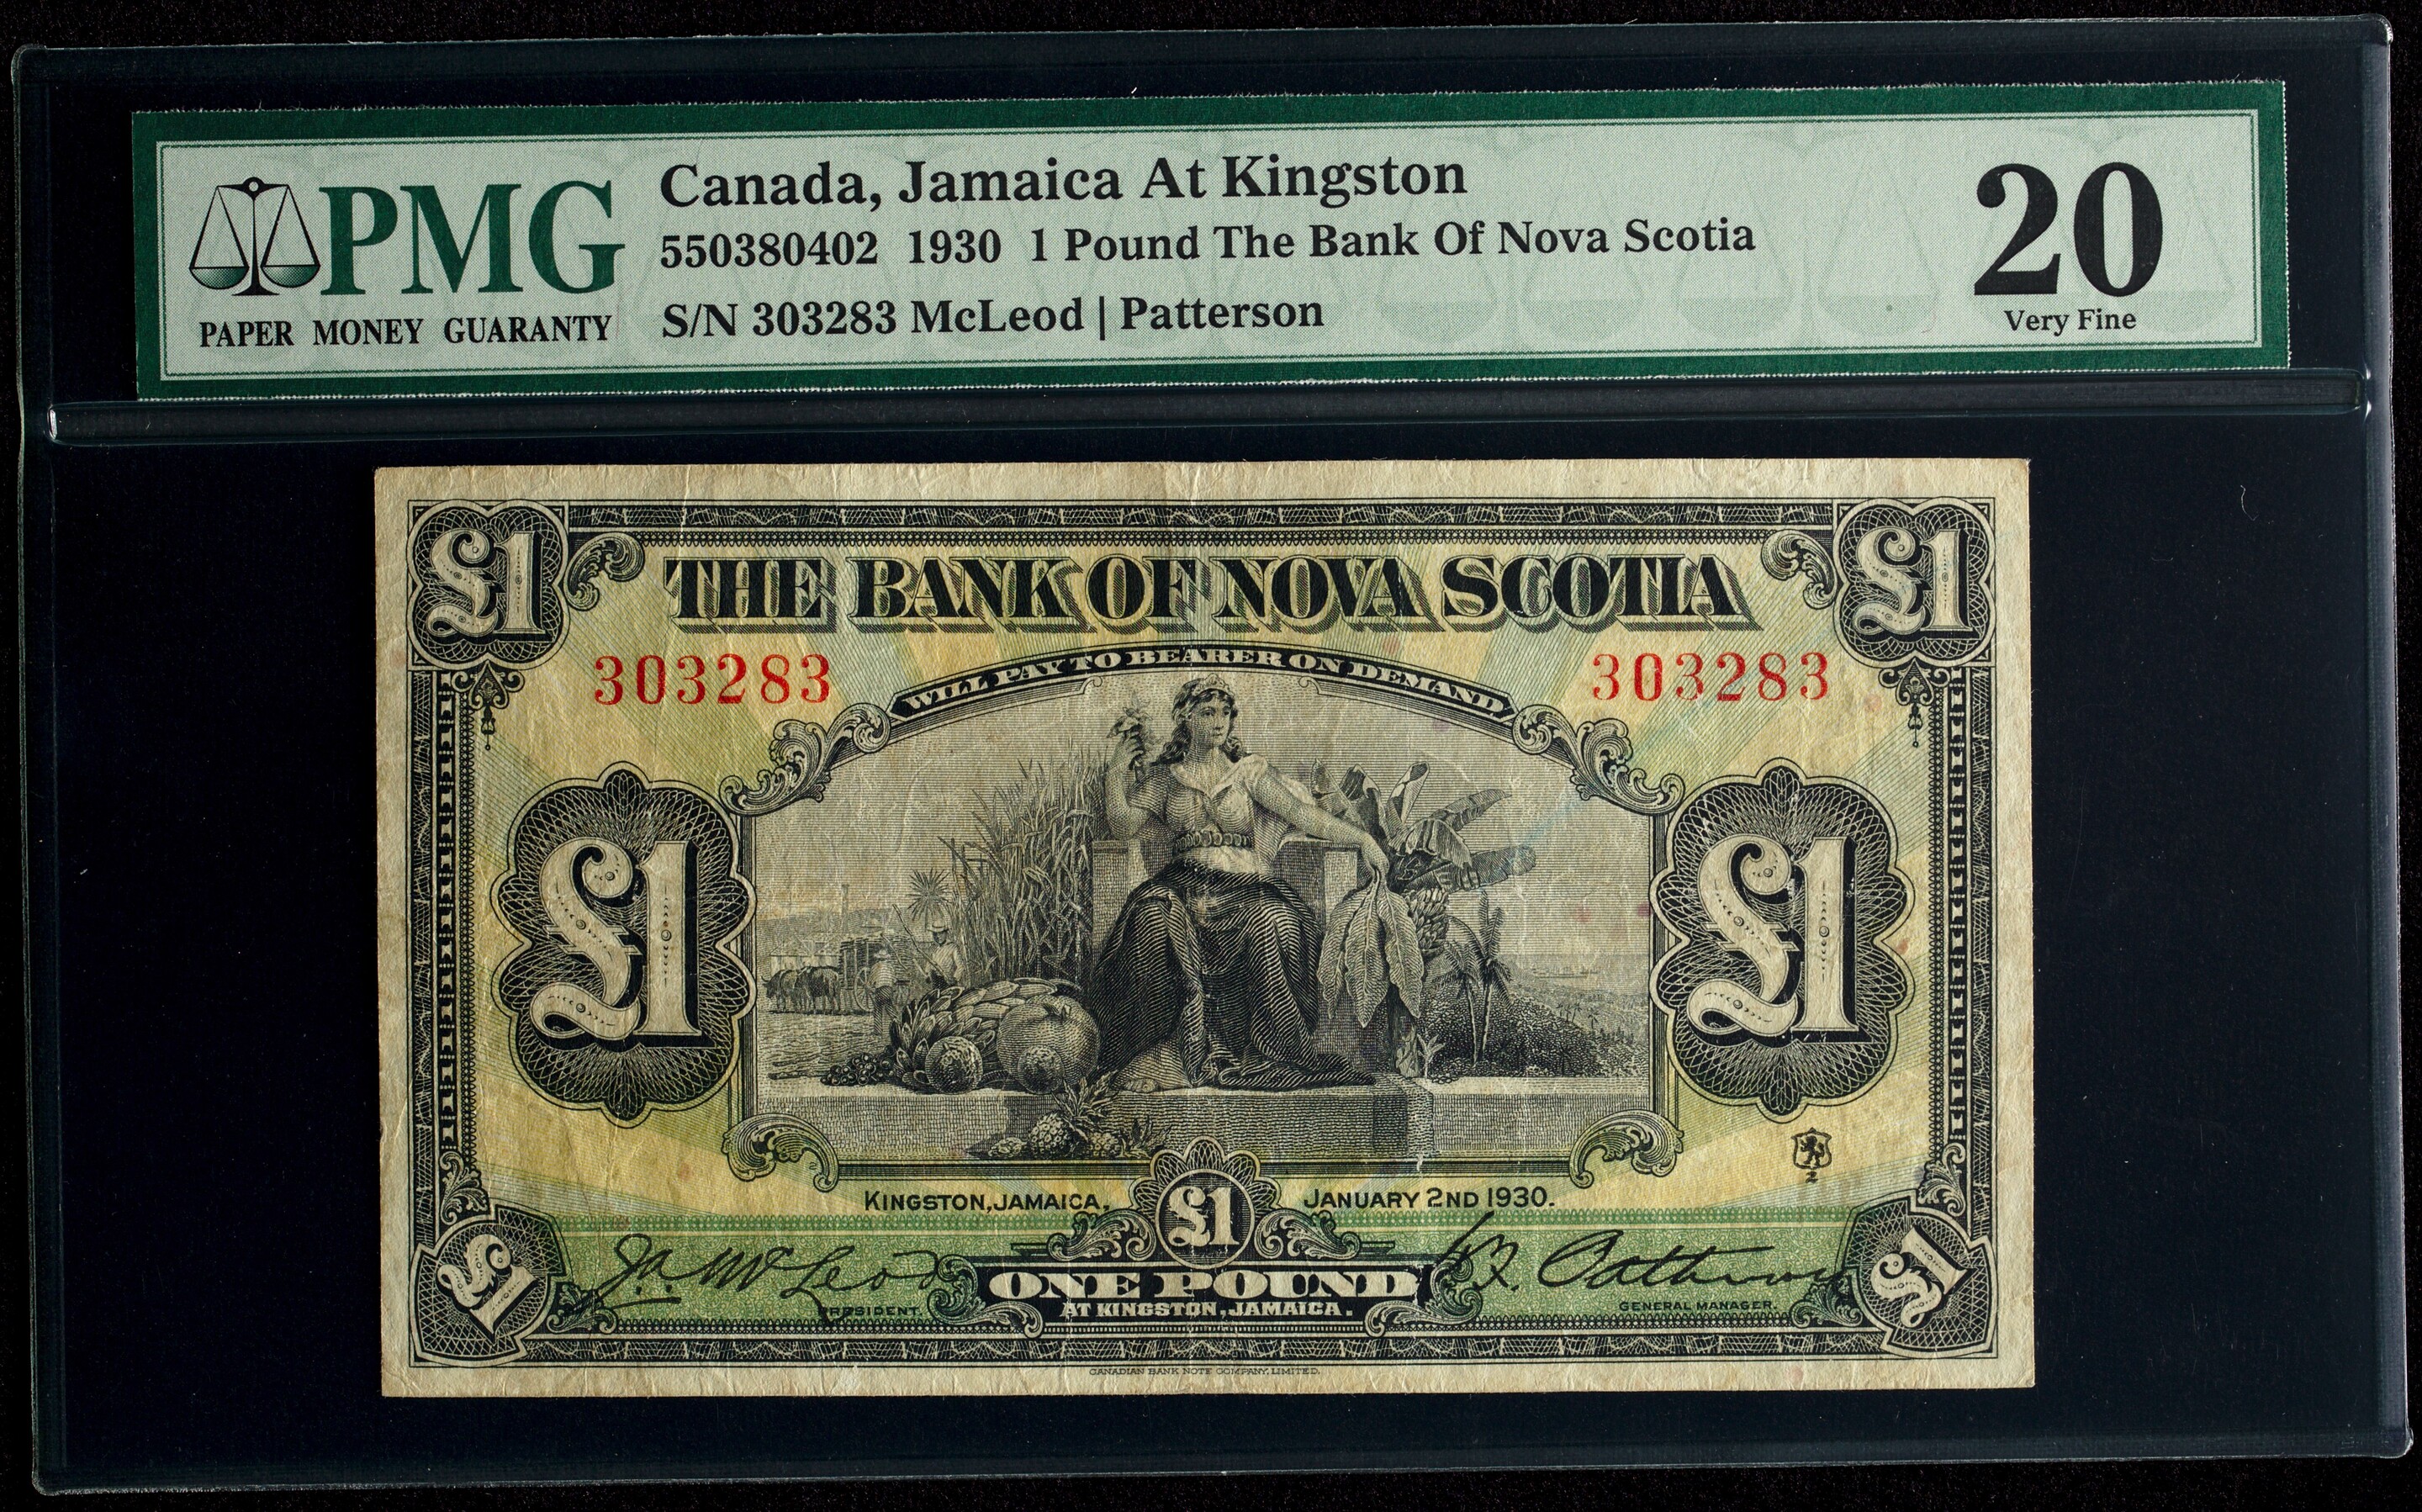 PMG
PAPER MONEY GUARANTY
Canada, Jamaica At Kingston
550380402 1930 1 Pound The Bank Of Nova Scotia
S/N 303283 McLeod | Patterson
20
Very Fine
£1
£1
THE BANK OF NOVA SCOTIA
303283
303283
WILL PAY TO BEARER ON DEMAND
£1
£1
2
KINGSTON, JAMAICA,
JANUARY 2ND 1930.
£1
J.A. McLeod
PRESIDENT.
ONE POUND
AT KINGSTON, JAMAICA.
GENERAL MANAGER.
£1
£1
CANADIAN BANK NOTE COMPANY, LIMITED.